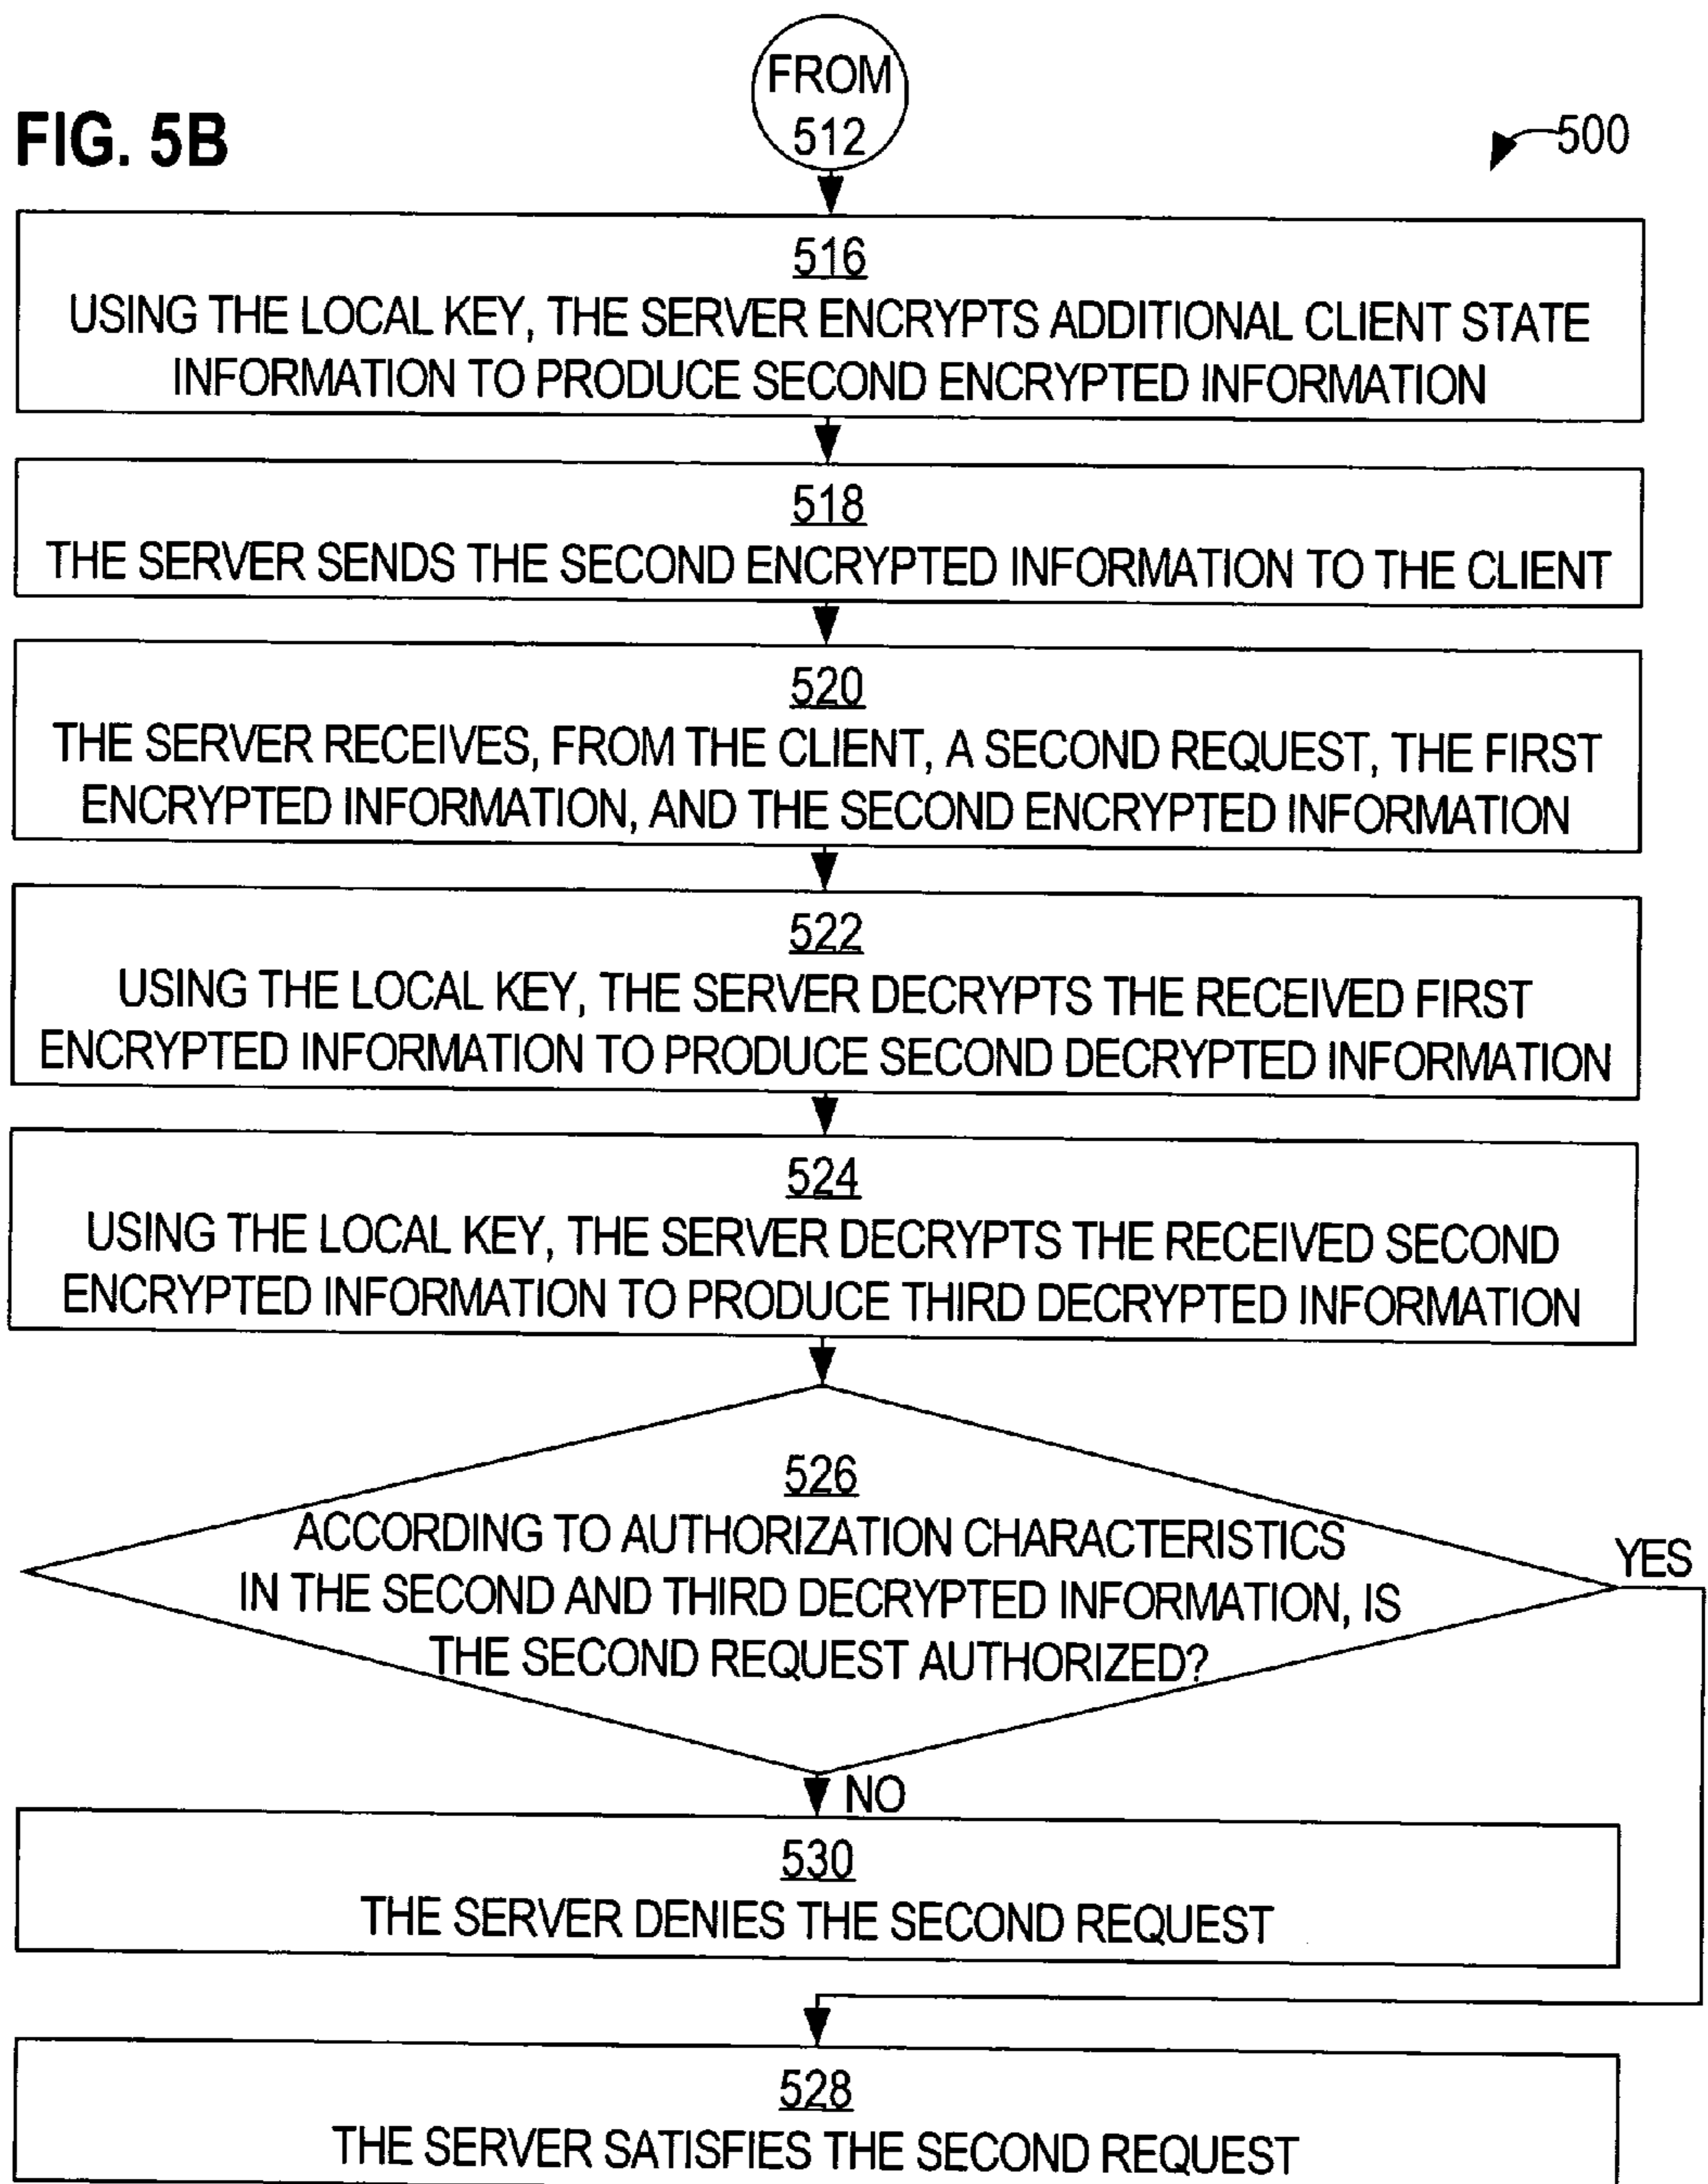 FROM
512
FIG. 5B
500
516
USING THE LOCAL KEY, THE SERVER ENCRYPTS ADDITIONAL CLIENT STATE
INFORMATION TO PRODUCE SECOND ENCRYPTED INFORMATION
518
THE SERVER SENDS THE SECOND ENCRYPTED INFORMATION TO THE CLIENT
520
THE SERVER RECEIVES, FROM THE CLIENT, A SECOND REQUEST, THE FIRST
ENCRYPTED INFORMATION, AND THE SECOND ENCRYPTED INFORMATION
522
USING THE LOCAL KEY, THE SERVER DECRYPTS THE RECEIVED FIRST
ENCRYPTED INFORMATION TO PRODUCE SECOND DECRYPTED INFORMATION
524
USING THE LOCAL KEY, THE SERVER DECRYPTS THE RECEIVED SECOND
ENCRYPTED INFORMATION TO PRODUCE THIRD DECRYPTED INFORMATION
526
ACCORDING TO AUTHORIZATION CHARACTERISTICS
IN THE SECOND AND THIRD DECRYPTED INFORMATION, IS
THE SECOND REQUEST AUTHORIZED?
YES
NO
530
THE SERVER DENIES THE SECOND REQUEST
528
THE SERVER SATISFIES THE SECOND REQUEST